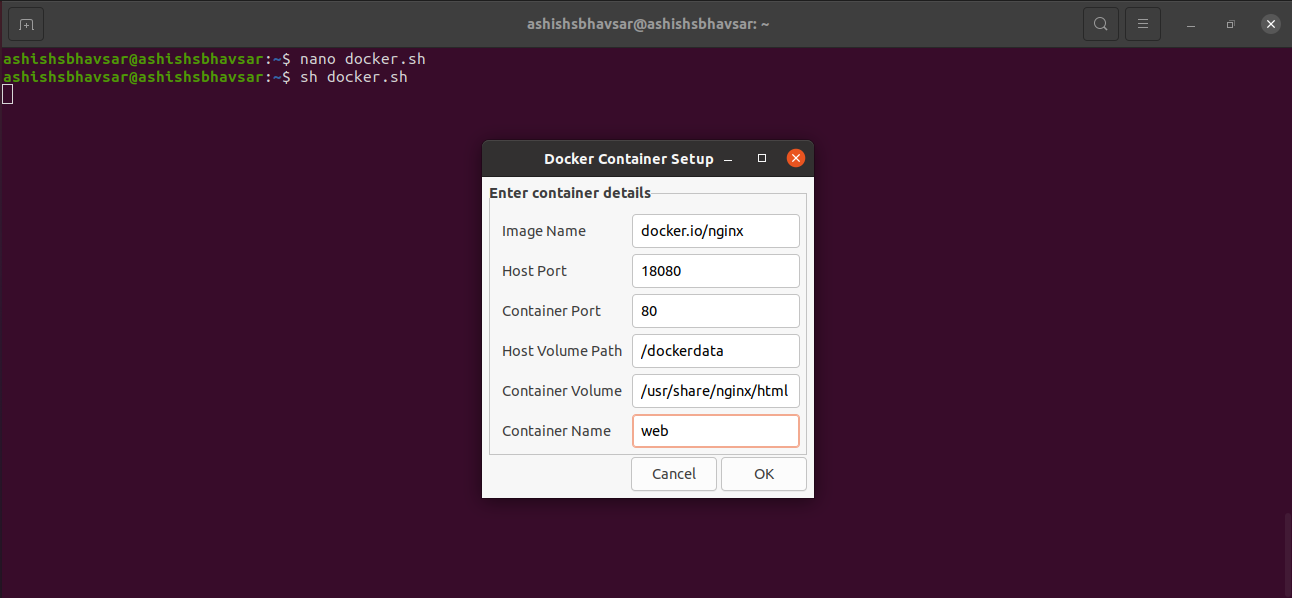 ashishsbhavsar@ashishsbhavsar: ~
ashishsbhavsar@ashishsbhavsar:~$ nano docker.sh
ashishsbhavsar@ashishsbhavsar:~$ sh docker.sh
Docker Container Setup
Enter container details
Image Name docker.io/nginx
Host Port 18080
Container Port 80
Host Volume Path /dockerdata
Container Volume /usr/share/nginx/html
Container Name web
Cancel OK